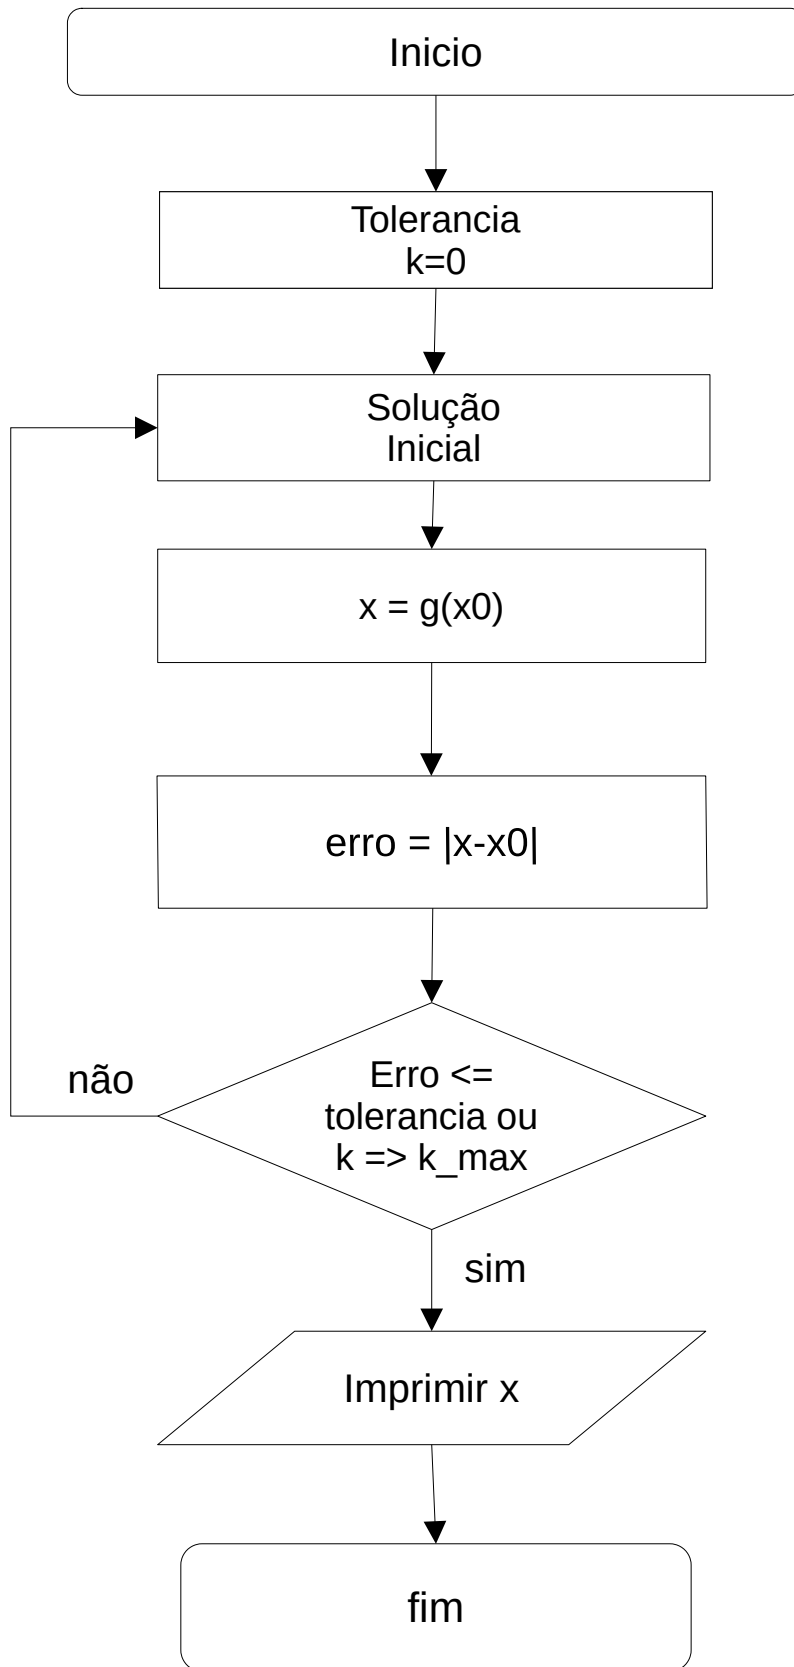 Inicio
Tolerancia
k=0
Solução
Inicial
x = g(x0)
erro = |x-x0|
Erro <=
tolerancia ou
k => k_max
não
sim
Imprimir x
fim